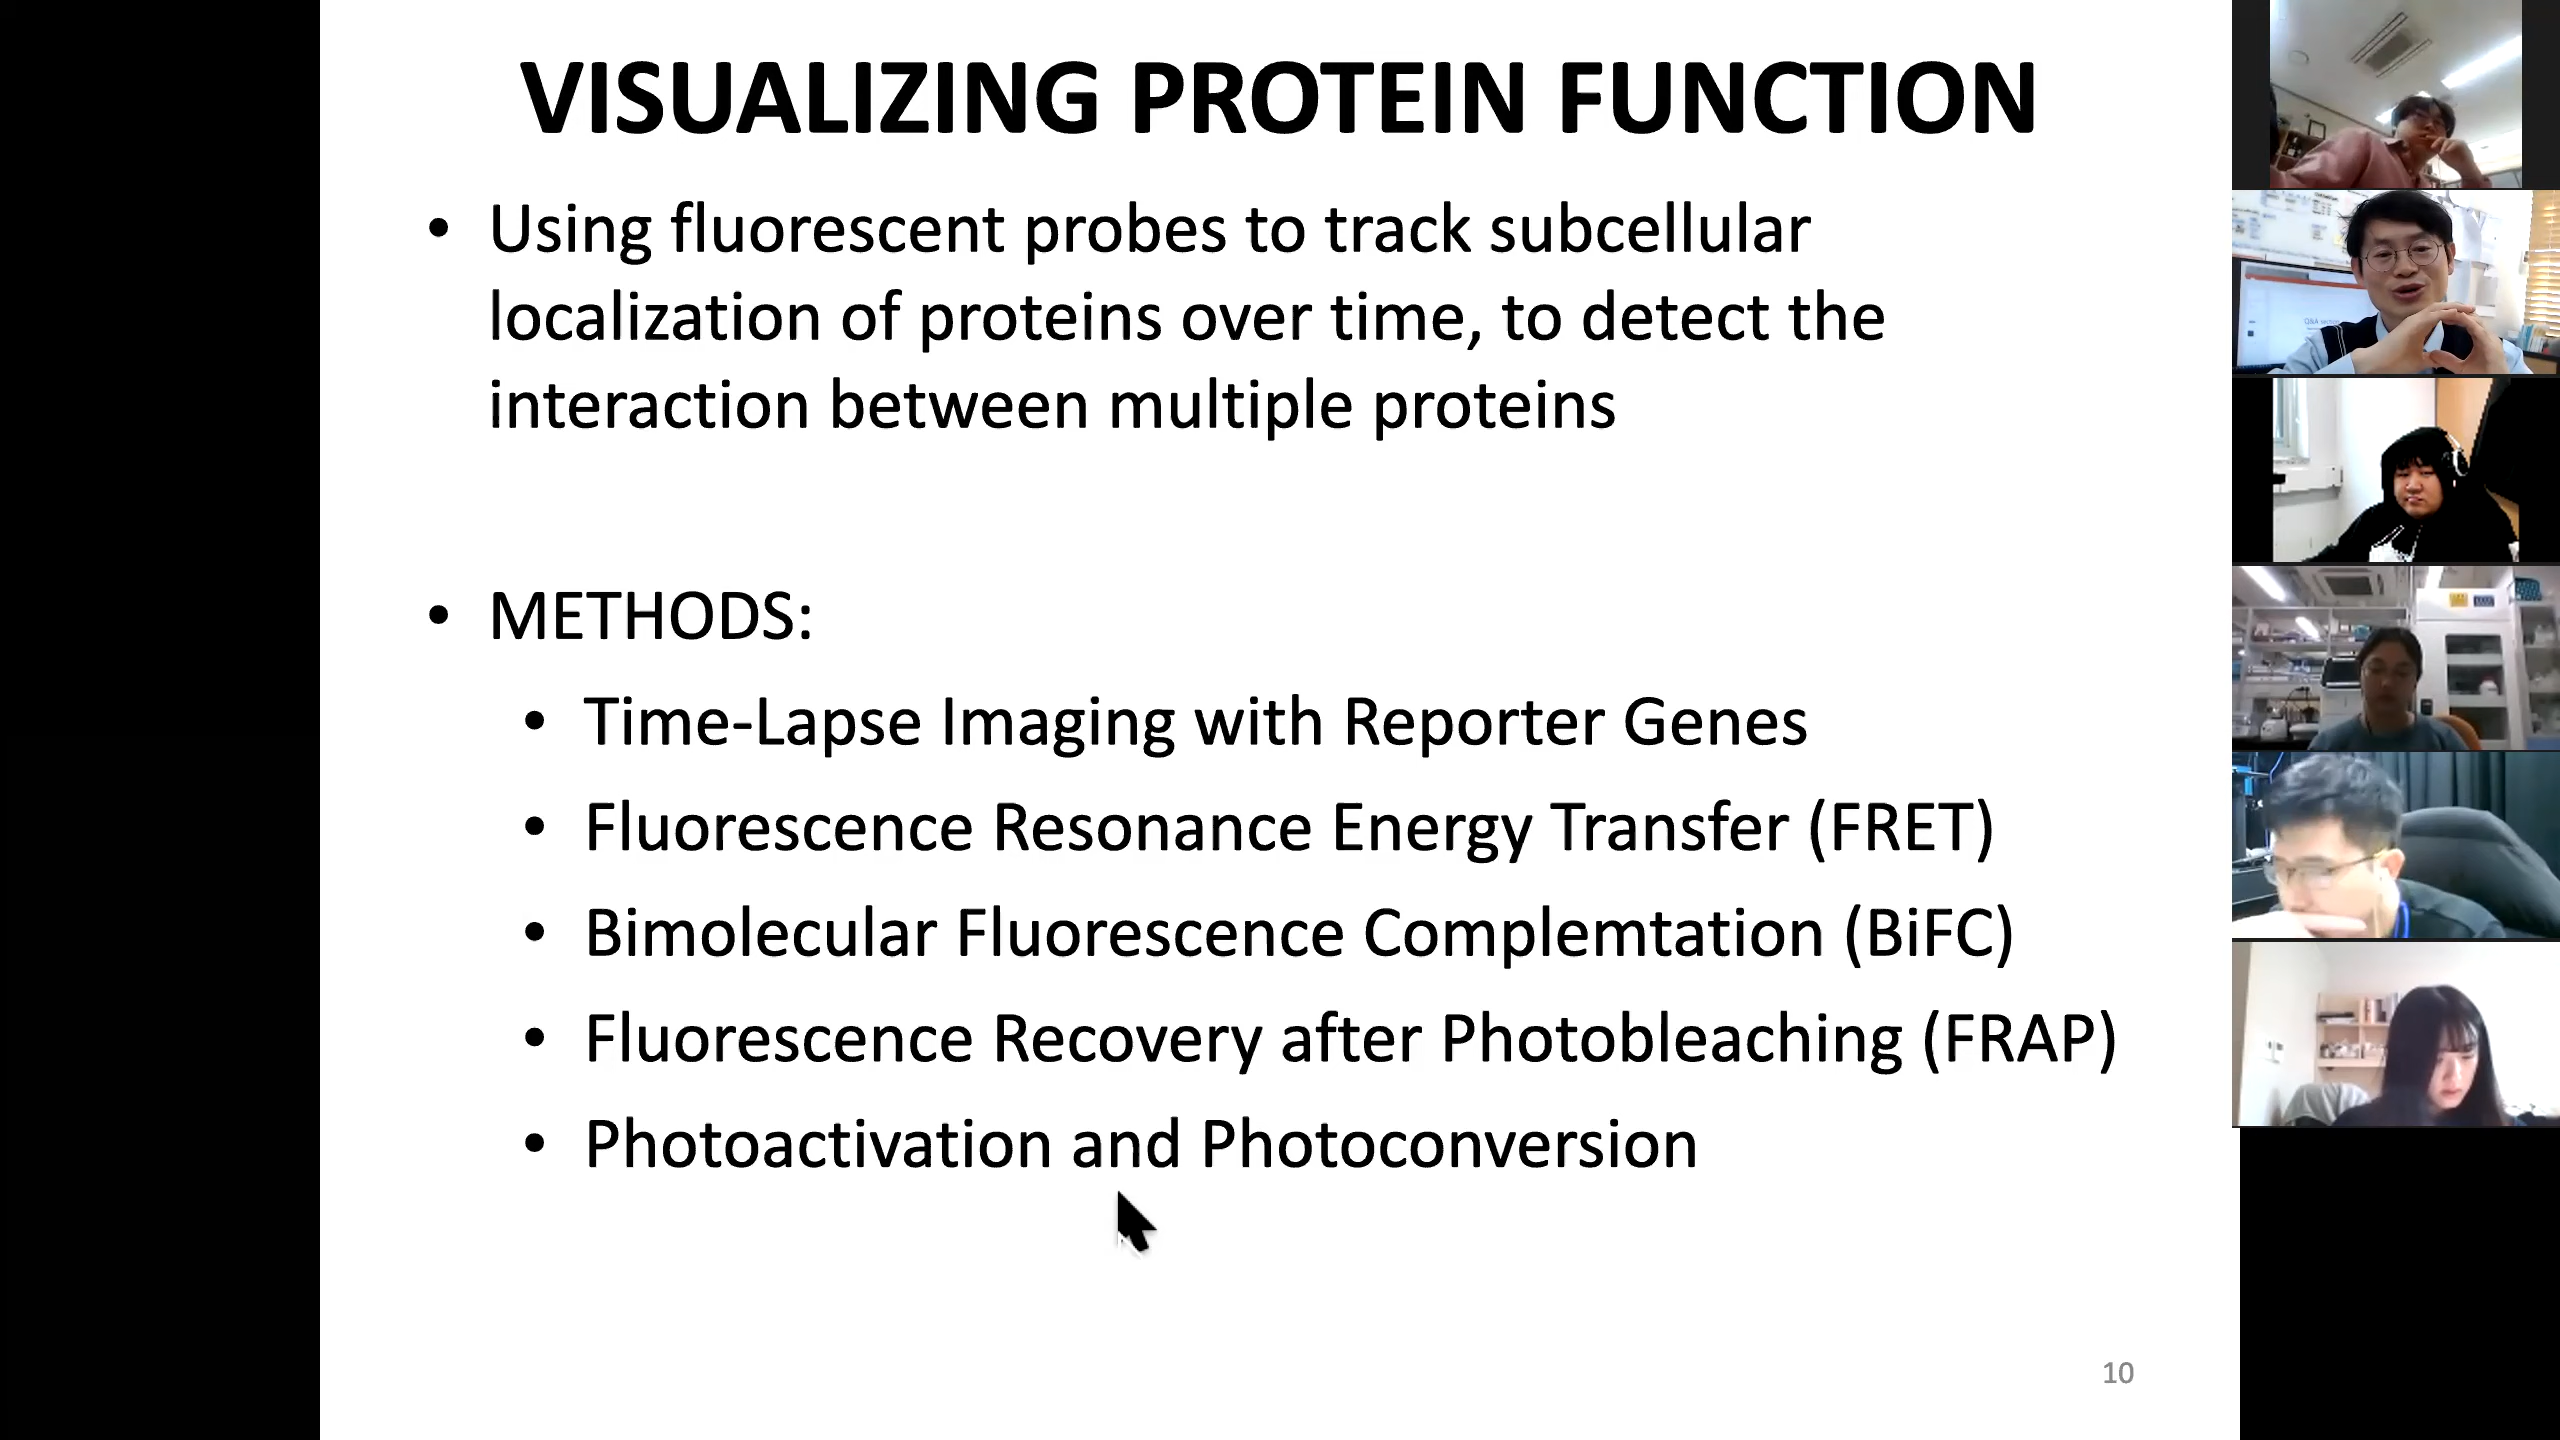 VISUALIZING PROTEIN FUNCTION
• Using fluorescent probes to track subcellular
localization of proteins over time, to detect the
interaction between multiple proteins
• METHODS:
• Time-Lapse Imaging with Reporter Genes
• Fluorescence Resonance Energy Transfer (FRET)
• Bimolecular Fluorescence Complemtation (BiFC)
• Fluorescence Recovery after Photobleaching (FRAP)
• Photoactivation and Photoconversion
10